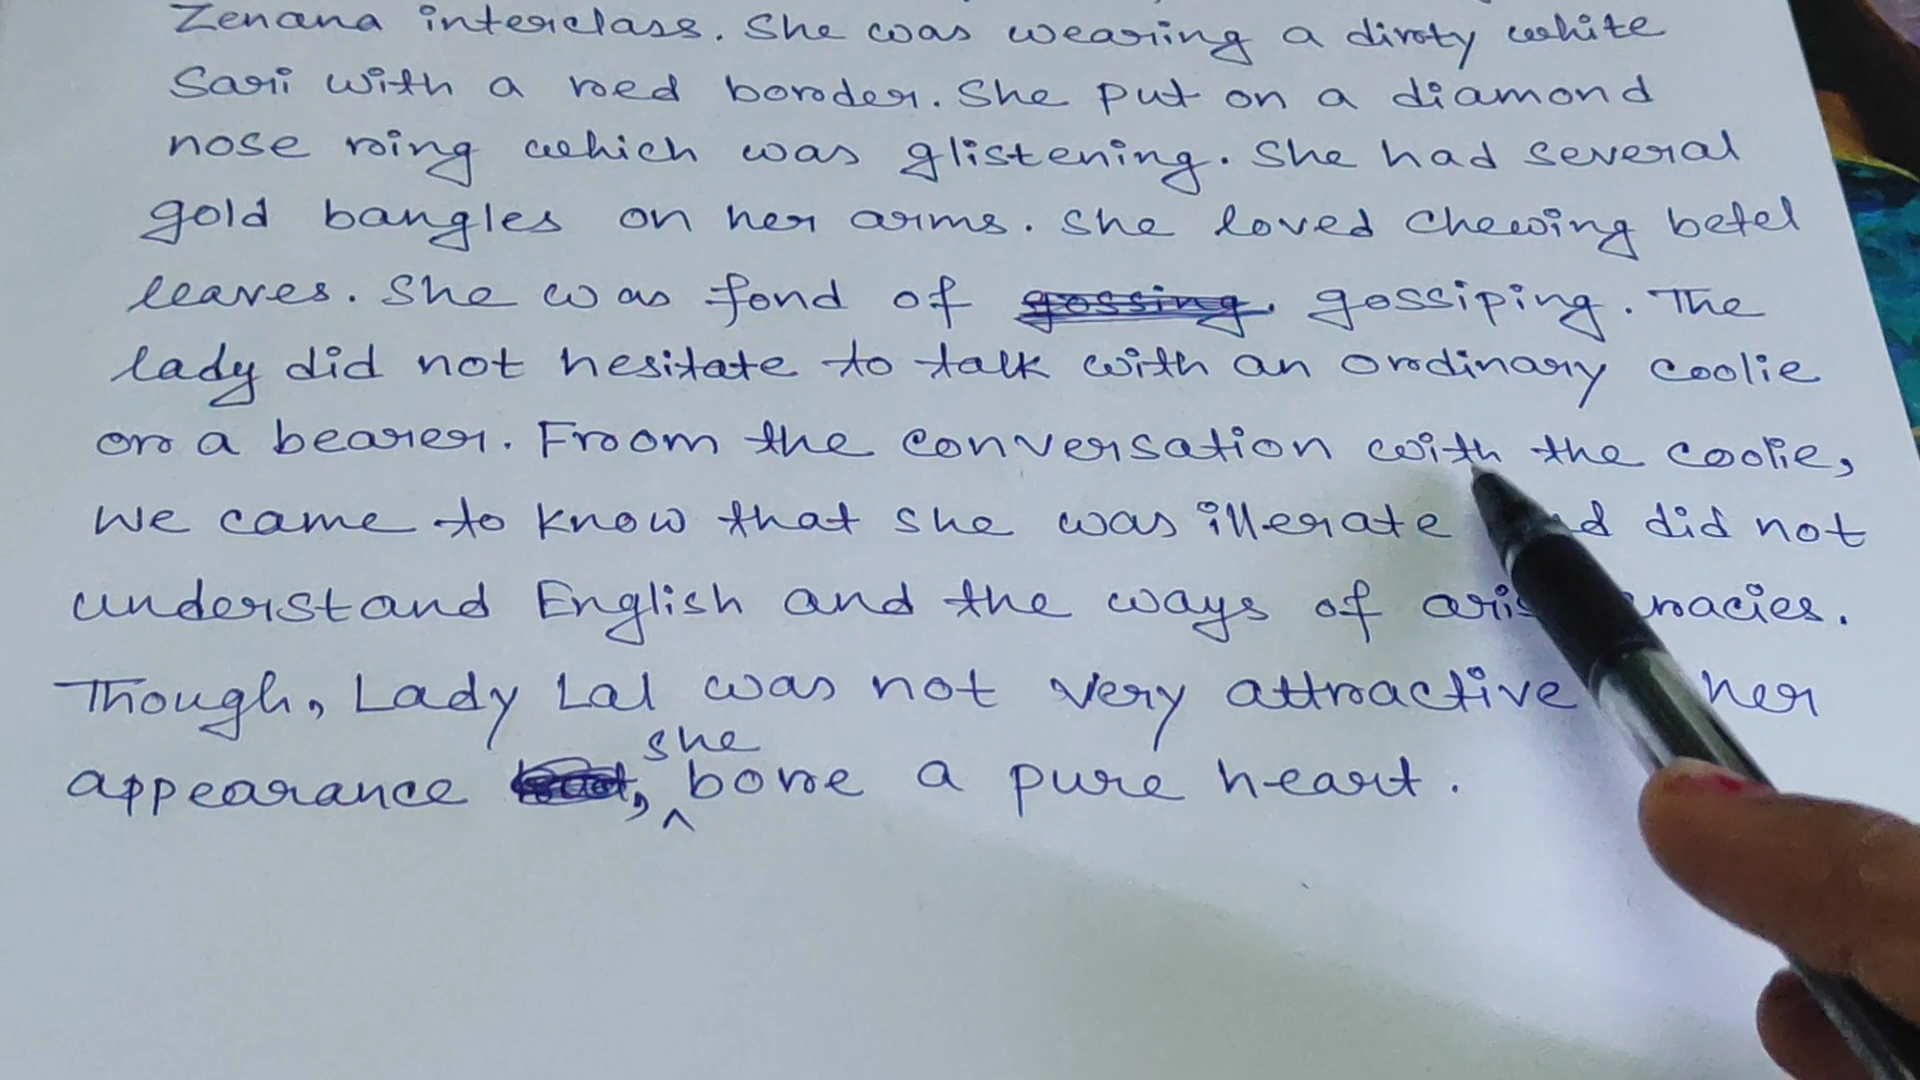 Zenana interclass. She was wearing a dirty white
Sari with a red border. She put on a diamond
nose ring which was glistening. She had several
gold bangles on her arms. She loved chewing betel
leaves. She was fond of gossing. gossiping. The
lady did not hesitate to talk with an ordinary coolie
or a bearer. From the conversation with the coolie,
We came to know that she was illerate did not
understand English and the ways of
Though, Lady Lal was not very attractive her
she
appearance , bore a pure heart.